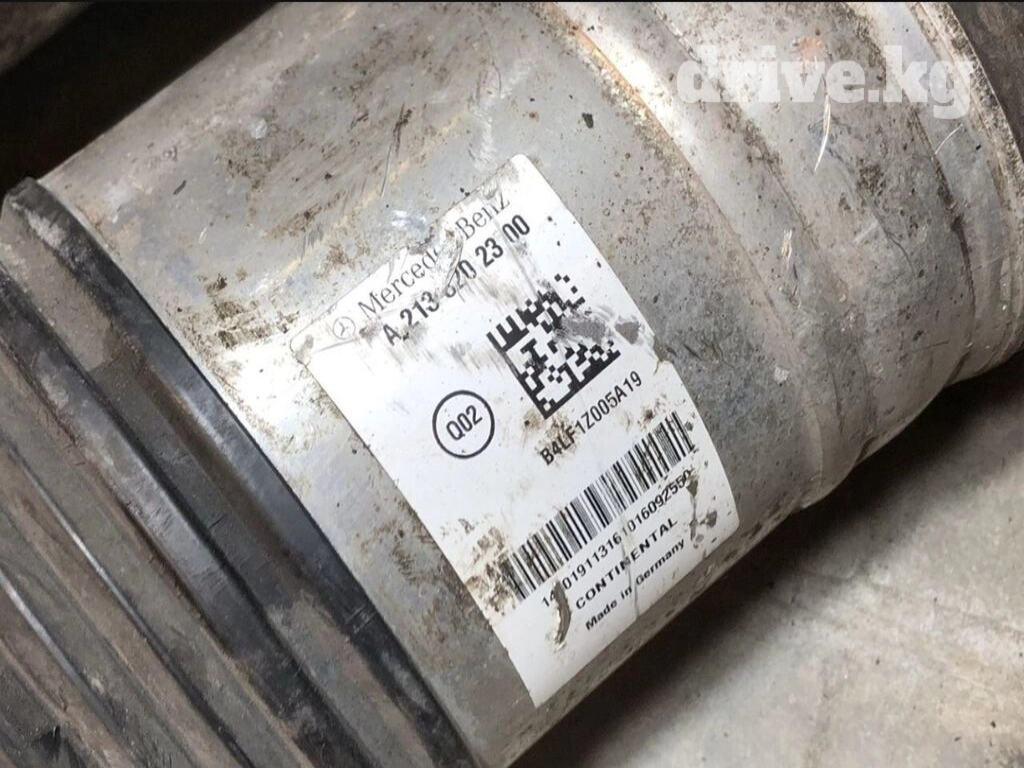 drive.kg
Mercedes-Benz
A 213 320 23 00
Q02
B4LF1Z005A19
CONTINENTAL
Made in Germany